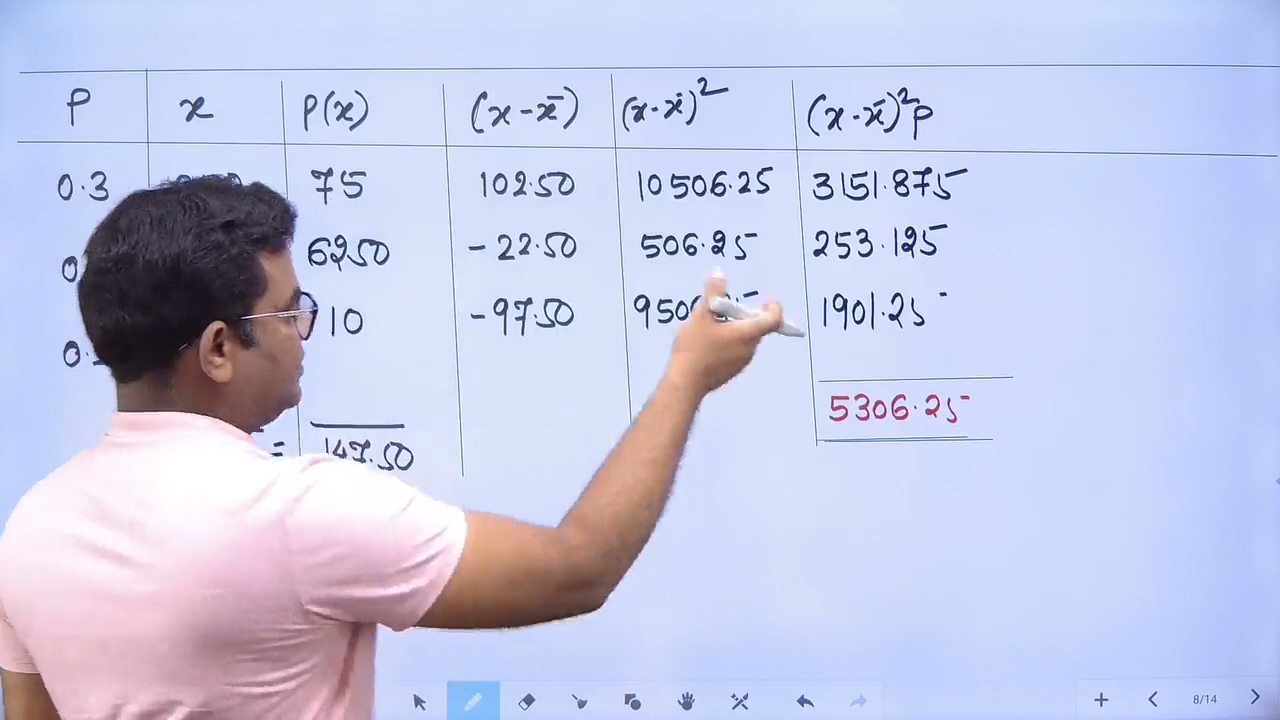 P x P(x) (x-x̄) (x-x̄)² (x-x̄)²P
0.3 75 102.50 10506.25 3151.875
6250 -22.50 506.25 253.125
10 -97.50 1901.25
5306.25
= 147.50
8/14